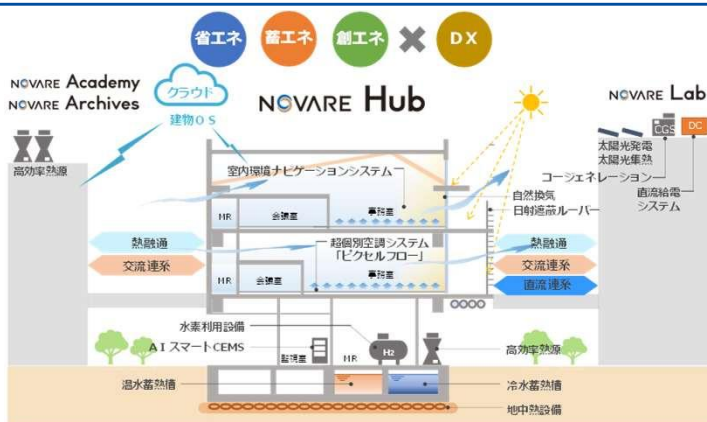 省エネ
蓄エネ
創エネ
DX
NOVARE Academy
NOVARE Archives
クラウド
建物OS
NOVARE Hub
NOVARE Lab
高効率熱源
室内環境ナビゲーションシステム
CGS
DC
太陽光発電
太陽光集熱
コージェネレーション
直流給電
システム
自然換気
日射遮蔽ルーバー
MR
会議室
事務室
熱融通
交流連系
超個別空調システム
「ピクセルフロー」
MR
会議室
事務室
熱融通
交流連系
直流連系
水素利用設備
AIスマートCEMS
監視室
MR
H2
高効率熱源
温水蓄熱槽
冷水蓄熱槽
地中熱設備